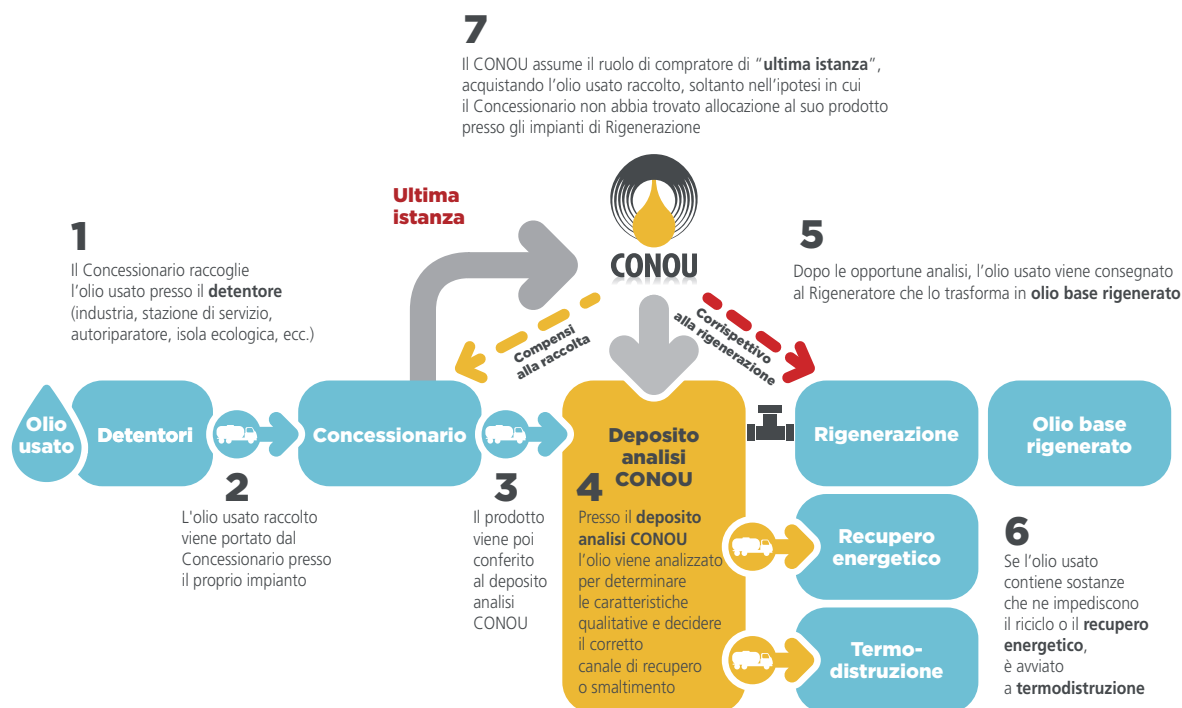 7
Il CONOU assume il ruolo di compratore di “ultima istanza”,
acquistando l’olio usato raccolto, soltanto nell’ipotesi in cui
il Concessionario non abbia trovato allocazione al suo prodotto
presso gli impianti di Rigenerazione
Ultima
istanza
CONOU
1
Il Concessionario raccoglie
l’olio usato presso il detentore
(industria, stazione di servizio,
autoriparatore, isola ecologica, ecc.)
5
Dopo le opportune analisi, l’olio usato viene consegnato
al Rigeneratore che lo trasforma in olio base rigenerato
Compensi
alla raccolta
Corrispettivo
alla rigenerazione
Olio
usato
Detentori
Concessionario
Deposito
analisi
CONOU
Rigenerazione
Olio base
rigenerato
2
L'olio usato raccolto
viene portato dal
Concessionario presso
il proprio impianto
3
Il prodotto
viene poi
conferito
al deposito
analisi
CONOU
4
Presso il deposito
analisi CONOU
l’olio viene analizzato
per determinare
le caratteristiche
qualitative e decidere
il corretto
canale di recupero
o smaltimento
Recupero
energetico
Termo-
distruzione
6
Se l’olio usato
contiene sostanze
che ne impediscono
il riciclo o il recupero
energetico,
è avviato
a termodistruzione